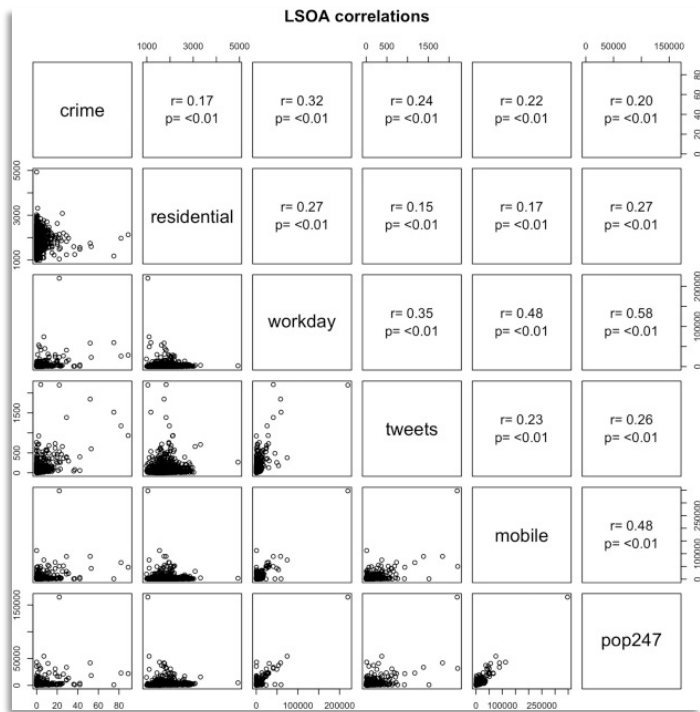 LSOA correlations
1000 3000 5000 0 500 1500 0 50000 150000
crime r= 0.17 r= 0.32 r= 0.24 r= 0.22 r= 0.20
p= <0.01 p= <0.01 p= <0.01 p= <0.01 p= <0.01
0 20 40 60 80
1000 3000 5000
residential r= 0.27 r= 0.15 r= 0.17 r= 0.27
p= <0.01 p= <0.01 p= <0.01 p= <0.01
workday r= 0.35 r= 0.48 r= 0.58
p= <0.01 p= <0.01 p= <0.01
0 100000 200000
0 500 1500
tweets r= 0.23 r= 0.26
p= <0.01 p= <0.01
mobile r= 0.48
p= <0.01
0 100000 250000
0 50000 150000
pop247
0 20 40 60 80 0 100000 200000 0 100000 250000